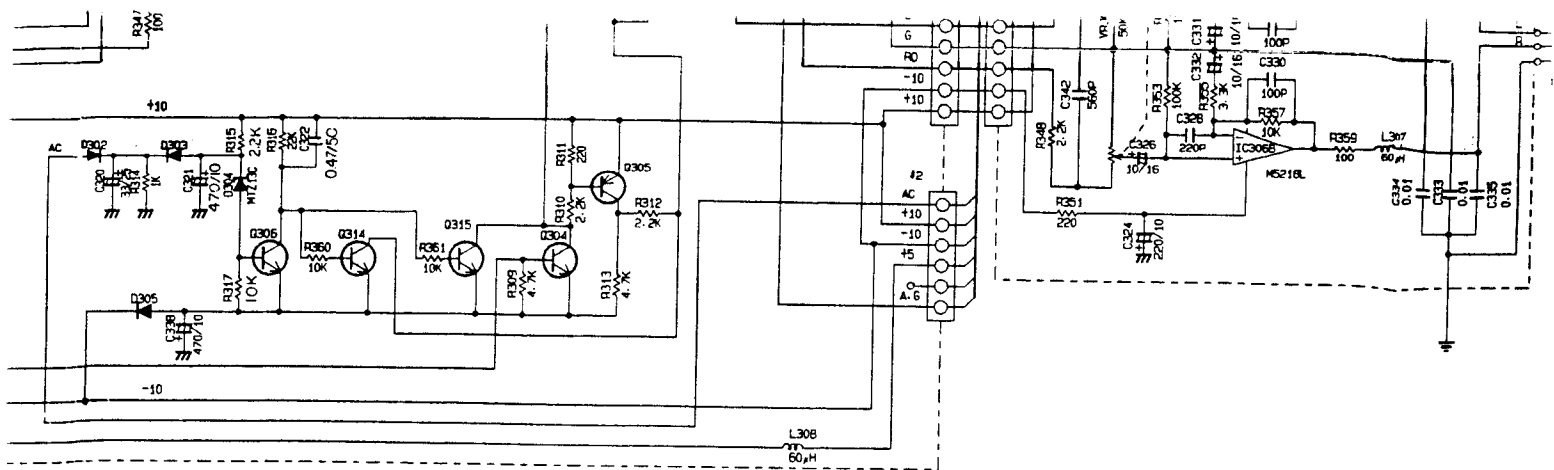 R347
100
+10
AC
D302
C320
R314
1K
D303
C321
470/10
R315
2.2K
D304
MTZ13C
R316
22K
C322
047/50
Q306
R317
10K
D305
C338
470/10
R360
10K
Q314
R361
10K
Q315
R309
4.7K
Q304
R311
220
R310
2.2K
Q305
R312
2.2K
R313
4.7K
-10
L308
60μH
G
RD
-10
+10
#2
AC
+10
-10
+5
A.G
R348
2.2K
C342
560P
VR.
50K
C326
10/16
R351
220
C324
220/10
R353
100K
C328
220P
C331
10/16
C332
10/16
R355
3.3K
100P
C330
100P
R357
10K
IC306B
M5218L
R359
100
L307
60μH
C334
0.01
C333
0.01
C335
0.01
R